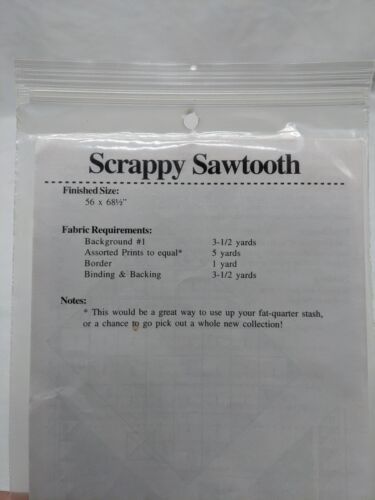 Scrappy Sawtooth
Finished Size:
56 x 68½"
Fabric Requirements:
Background #1 3-1/2 yards
Assorted Prints to equal* 5 yards
Border 1 yard
Binding & Backing 3-1/2 yards
Notes:
* This would be a great way to use up your fat-quarter stash,
or a chance to go pick out a whole new collection!